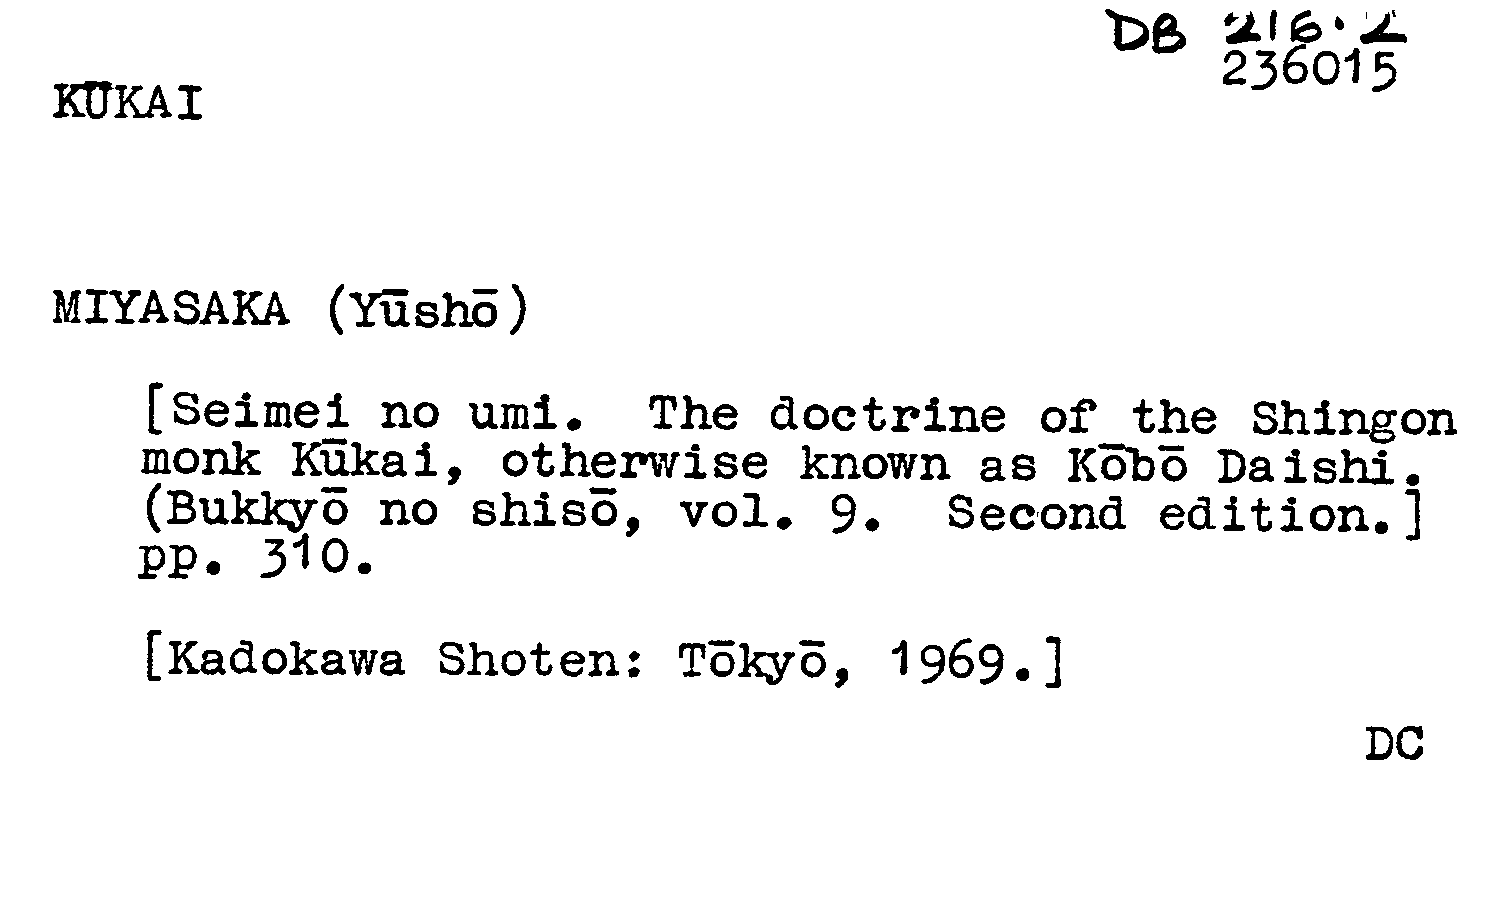 DB 216.2
236015
KŪKAI
MIYASAKA (Yūshō)
[Seimei no umi. The doctrine of the Shingon
monk Kūkai, otherwise known as Kōbō Daishi.
(Bukkyō no shisō, vol. 9. Second edition.]
pp. 310.
[Kadokawa Shoten: Tōkyō, 1969.]
DC